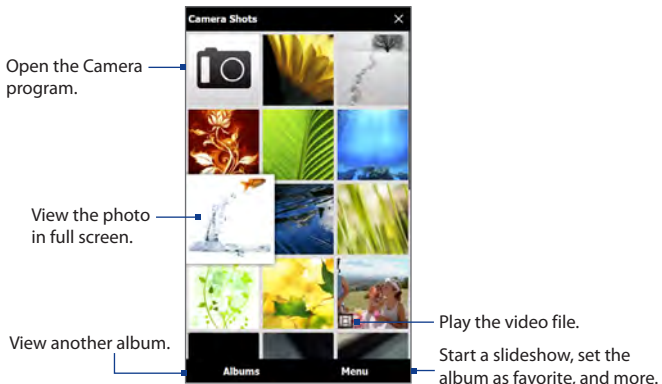 Camera Shots
Open the Camera
program.
View the photo
in full screen.
Play the video file.
View another album.
Start a slideshow, set the
album as favorite, and more.
Albums
Menu